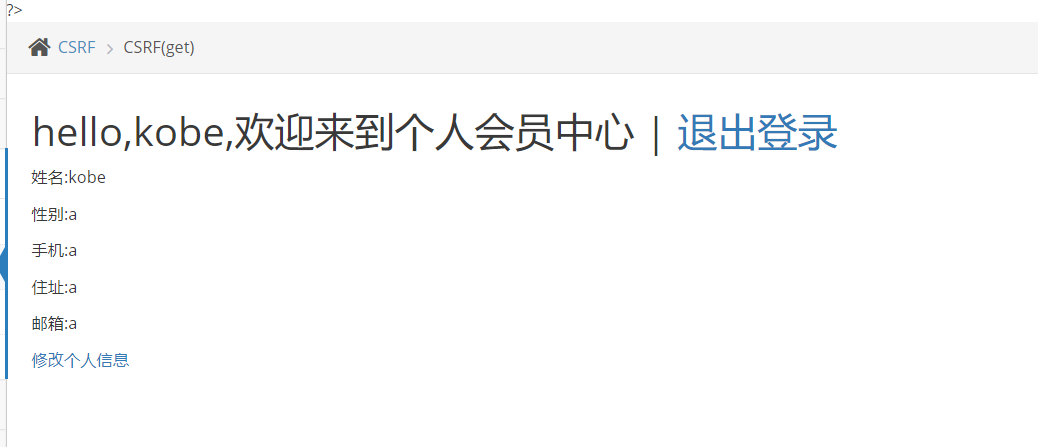 ?>
CSRF > CSRF(get)
hello,kobe,欢迎来到个人会员中心 | 退出登录
姓名:kobe
性别:a
手机:a
住址:a
邮箱:a
修改个人信息